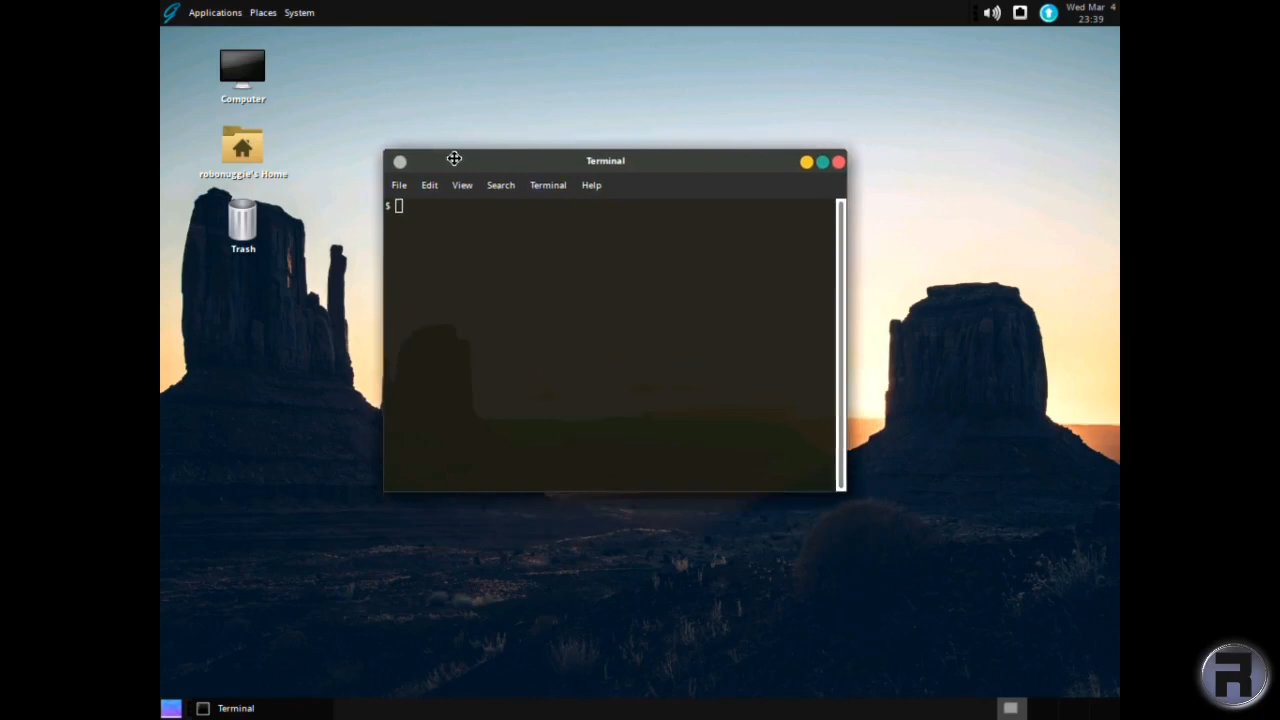 Applications Places System
Wed Mar 4
23:39
Computer
robonuggie's Home
Trash
Terminal
File Edit View Search Terminal Help
$
Terminal
R